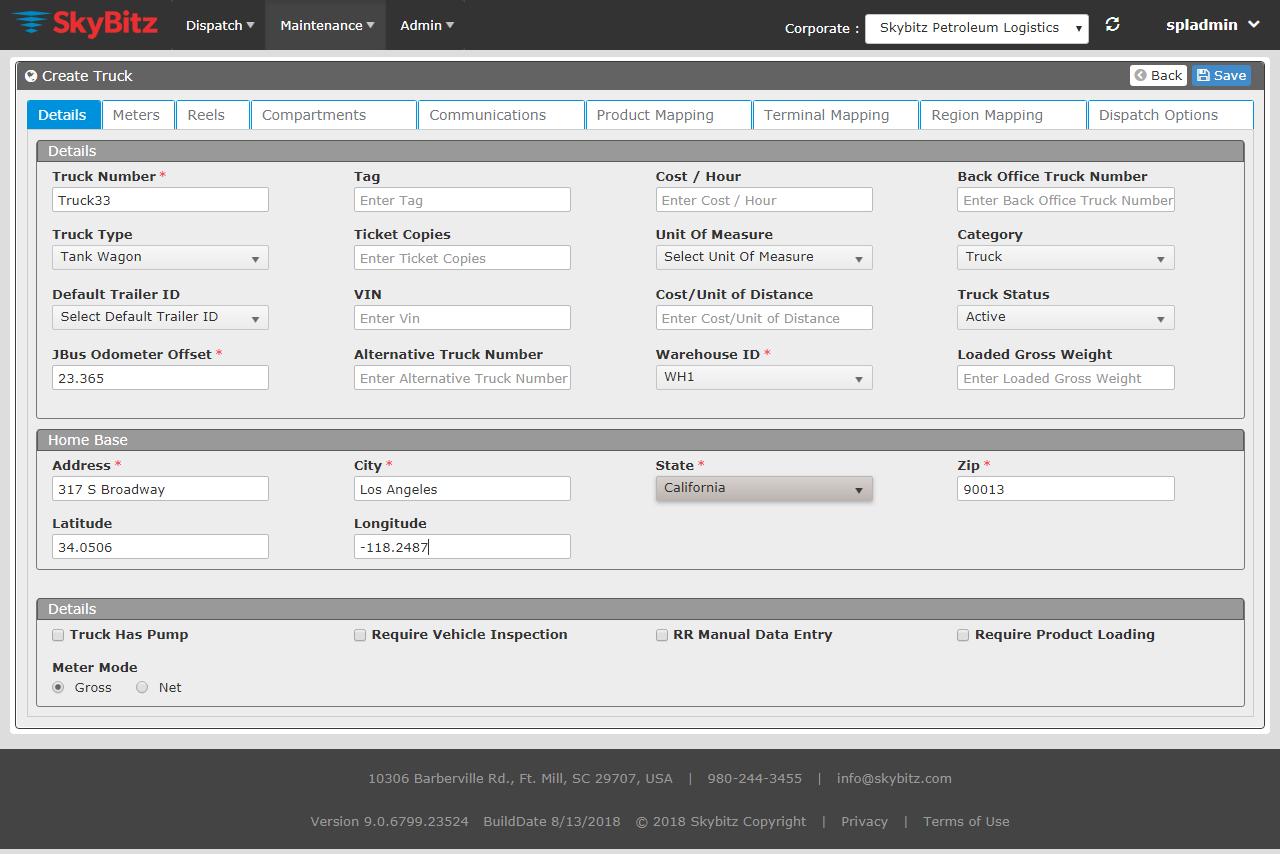 SkyBitz Dispatch Maintenance Admin Corporate : Skybitz Petroleum Logistics spladmin
Create Truck Back Save
Details Meters Reels Compartments Communications Product Mapping Terminal Mapping Region Mapping Dispatch Options
Details
Truck Number * Tag Cost / Hour Back Office Truck Number
Truck33 Enter Tag Enter Cost / Hour Enter Back Office Truck Number
Truck Type Ticket Copies Unit Of Measure Category
Tank Wagon Enter Ticket Copies Select Unit Of Measure Truck
Default Trailer ID VIN Cost/Unit of Distance Truck Status
Select Default Trailer ID Enter Vin Enter Cost/Unit of Distance Active
JBus Odometer Offset * Alternative Truck Number Warehouse ID * Loaded Gross Weight
23.365 Enter Alternative Truck Number WH1 Enter Loaded Gross Weight
Home Base
Address * City * State * Zip *
317 S Broadway Los Angeles California 90013
Latitude Longitude
34.0506 -118.2487
Details
Truck Has Pump Require Vehicle Inspection RR Manual Data Entry Require Product Loading
Meter Mode
Gross Net
10306 Barberville Rd., Ft. Mill, SC 29707, USA | 980-244-3455 | info@skybitz.com
Version 9.0.6799.23524 BuildDate 8/13/2018 © 2018 Skybitz Copyright | Privacy | Terms of Use